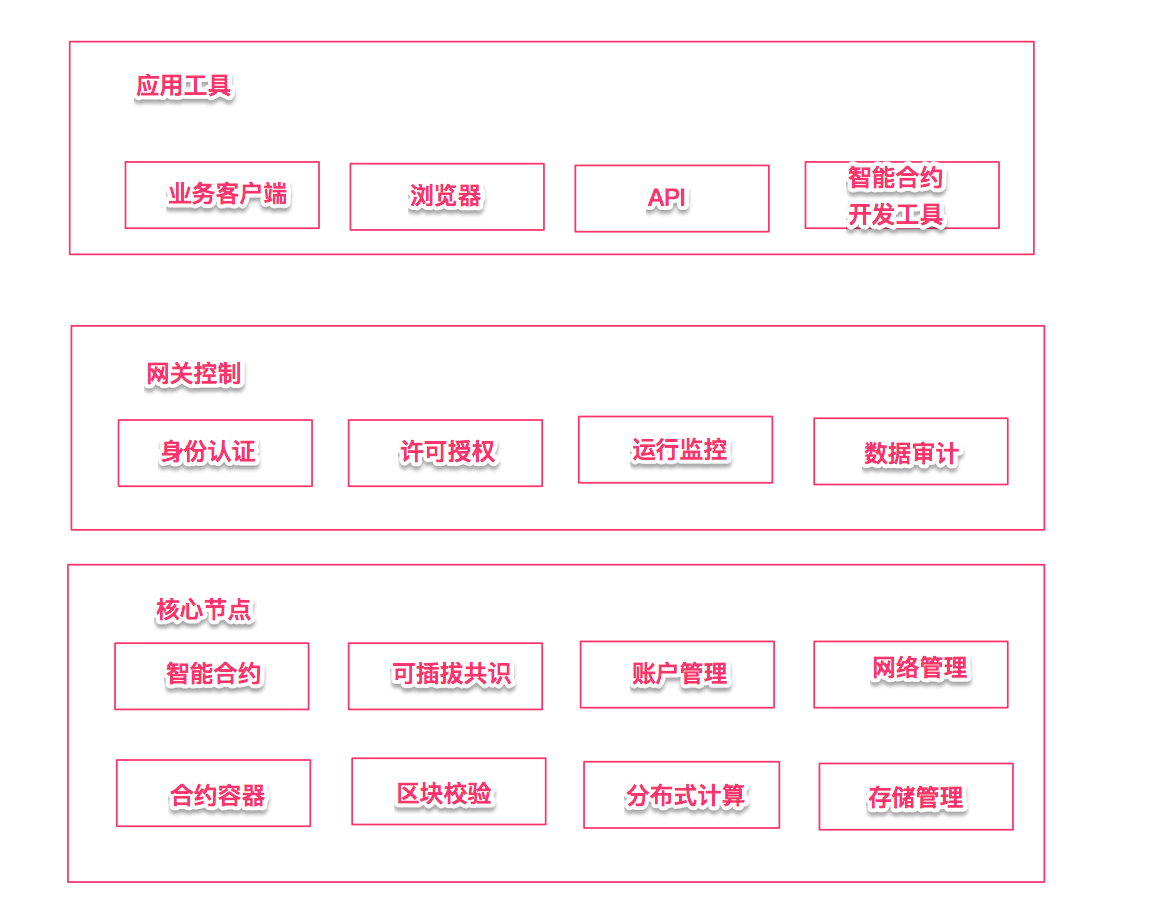 应用工具
业务客户端
浏览器
API
智能合约
开发工具
网关控制
身份认证
许可授权
运行监控
数据审计
核心节点
智能合约
可插拔共识
账户管理
网络管理
合约容器
区块校验
分布式计算
存储管理